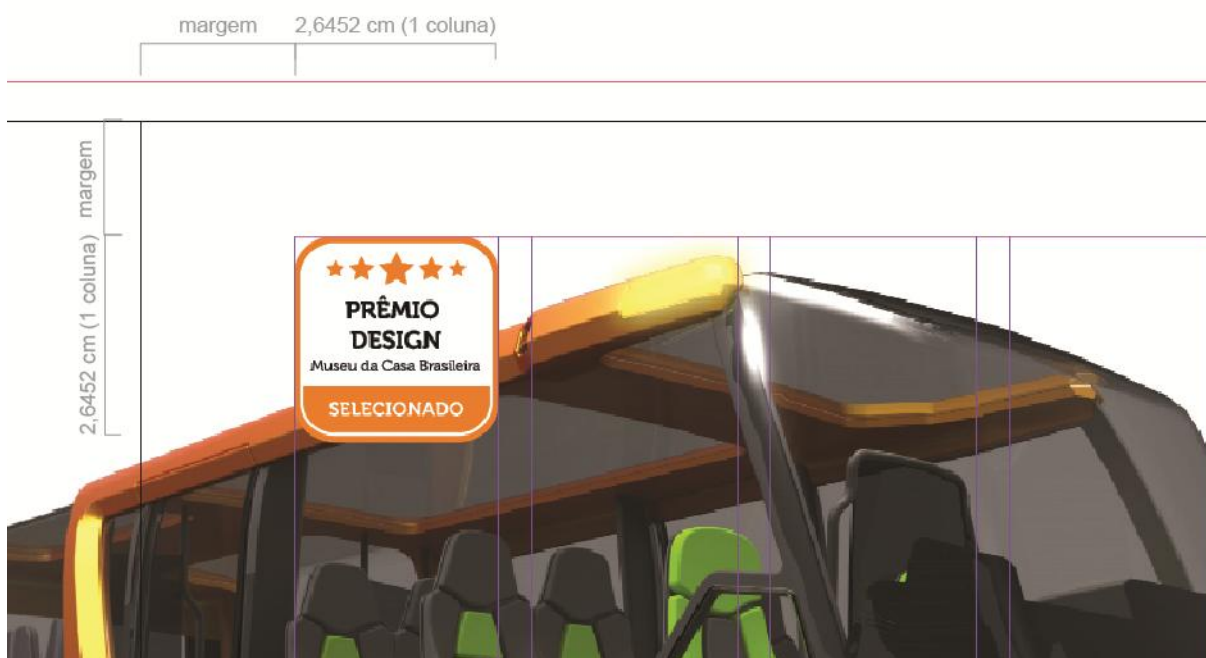 margem 2,6452 cm (1 coluna)
margem
2,6452 cm (1 coluna)
PRÊMIO
DESIGN
Museu da Casa Brasileira
SELECIONADO